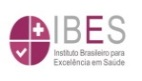 IBES
Instituto Brasileiro para
Excelência em Saúde